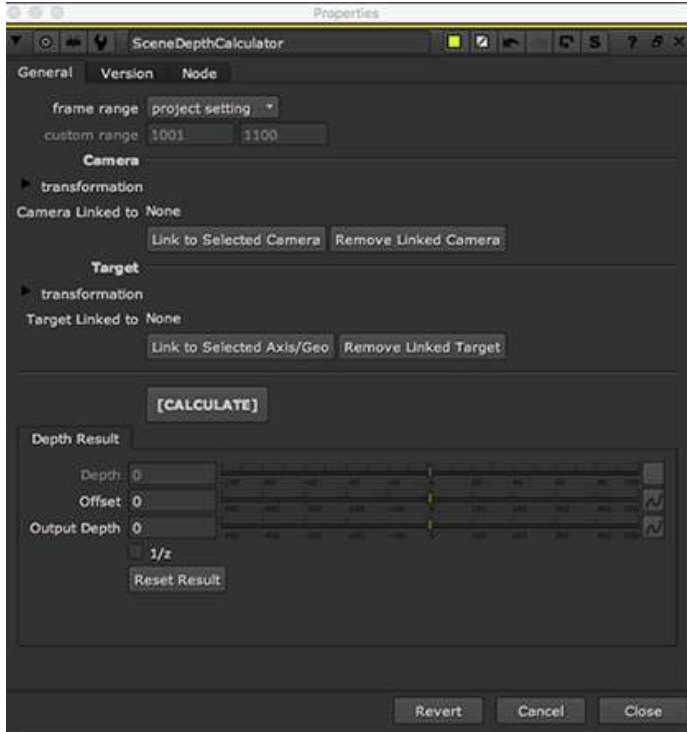 Properties
SceneDepthCalculator S ? ×
General Version Node
frame range project setting
custom range 1001 1100
Camera
transformation
Camera Linked to None
Link to Selected Camera Remove Linked Camera
Target
transformation
Target Linked to None
Link to Selected Axis/Geo Remove Linked Target
[CALCULATE]
Depth Result
Depth 0
Offset 0
Output Depth 0
1/z
Reset Result
Revert Cancel Close